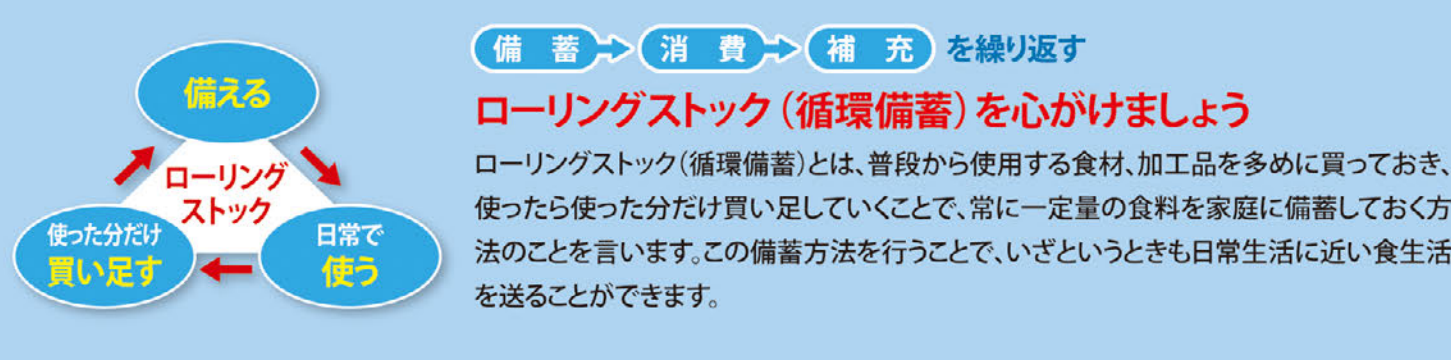 備える
ローリング
ストック
使った分だけ
買い足す
日常で
使う
備 蓄 消 費 補 充 を繰り返す
ローリングストック(循環備蓄)を心がけましょう
ローリングストック(循環備蓄)とは、普段から使用する食材、加工品を多めに買っておき、
使ったら使った分だけ買い足していくことで、常に一定量の食料を家庭に備蓄しておく方
法のことを言います。この備蓄方法を行うことで、いざというときも日常生活に近い食生活
を送ることができます。